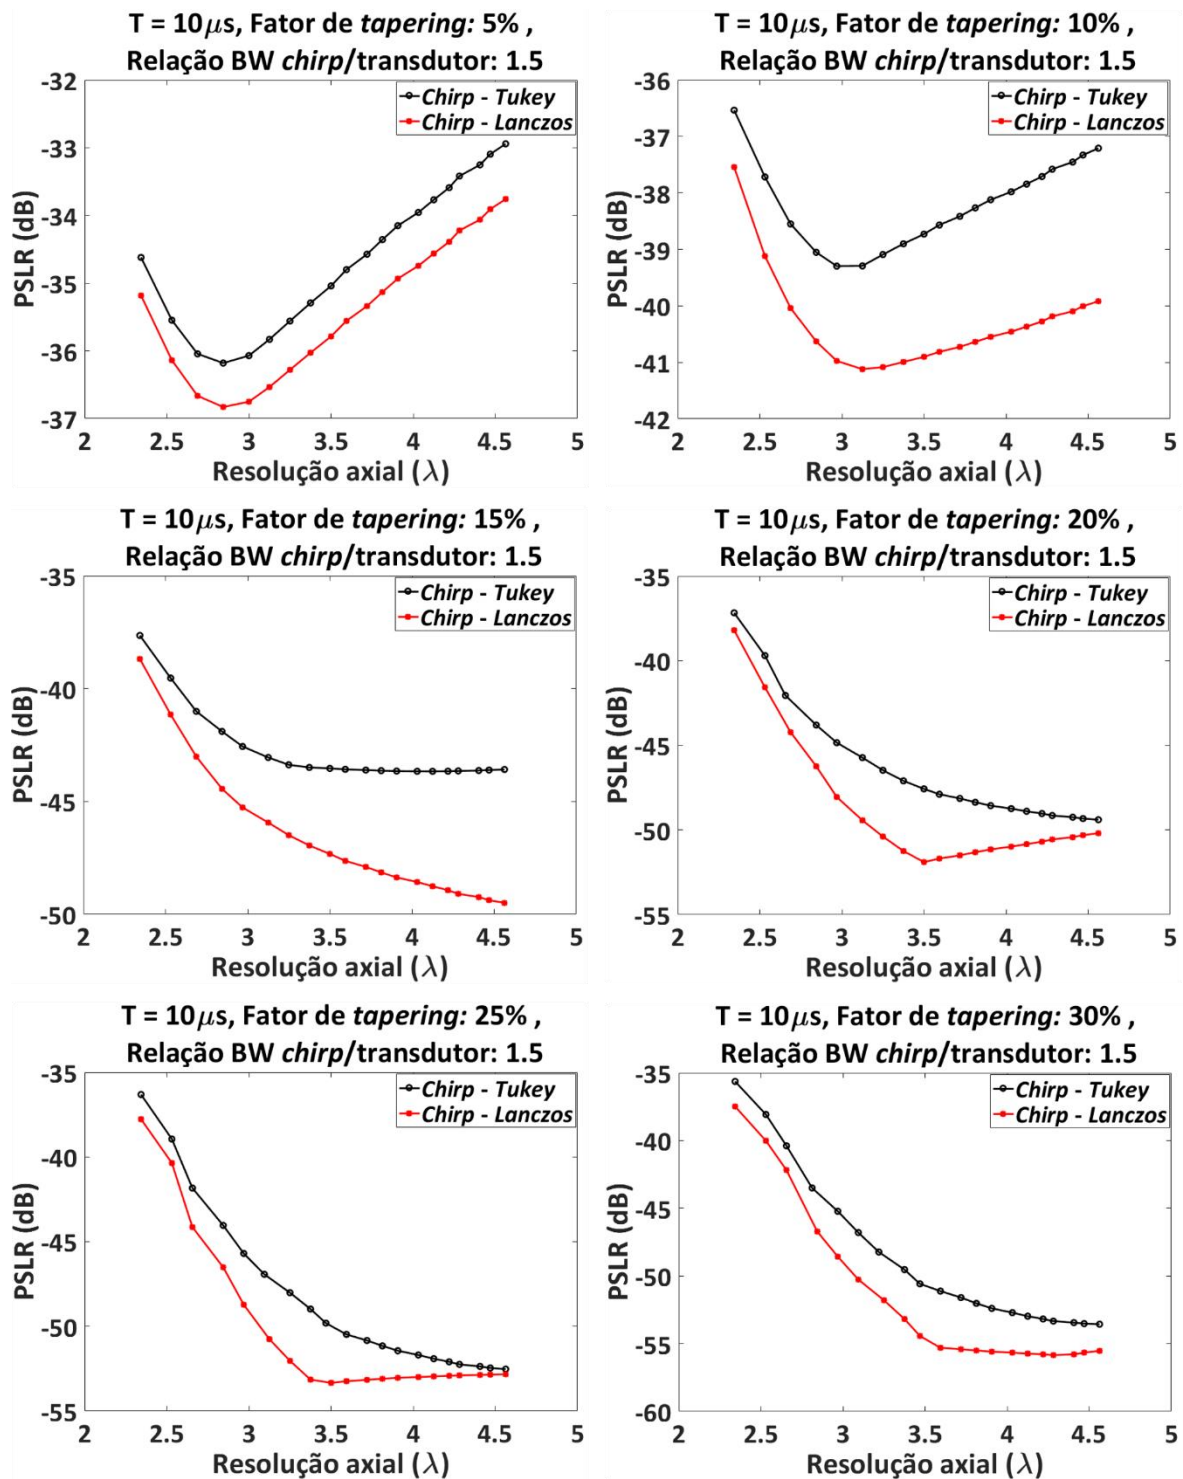 T = 10μs, Fator de tapering: 5% ,
Relação BW chirp/transdutor: 1.5
-32
-33
-34
-35
-36
-37
PSLR (dB)
Chirp - Tukey
Chirp - Lanczos
2 2.5 3 3.5 4 4.5 5
Resolução axial (λ)
T = 10μs, Fator de tapering: 10% ,
Relação BW chirp/transdutor: 1.5
-36
-37
-38
-39
-40
-41
-42
PSLR (dB)
Chirp - Tukey
Chirp - Lanczos
2 2.5 3 3.5 4 4.5 5
Resolução axial (λ)
T = 10μs, Fator de tapering: 15% ,
Relação BW chirp/transdutor: 1.5
-35
-40
-45
-50
PSLR (dB)
Chirp - Tukey
Chirp - Lanczos
2 2.5 3 3.5 4 4.5 5
Resolução axial (λ)
T = 10μs, Fator de tapering: 20% ,
Relação BW chirp/transdutor: 1.5
-35
-40
-45
-50
-55
PSLR (dB)
Chirp - Tukey
Chirp - Lanczos
2 2.5 3 3.5 4 4.5 5
Resolução axial (λ)
T = 10μs, Fator de tapering: 25% ,
Relação BW chirp/transdutor: 1.5
-35
-40
-45
-50
-55
PSLR (dB)
Chirp - Tukey
Chirp - Lanczos
2 2.5 3 3.5 4 4.5 5
Resolução axial (λ)
T = 10μs, Fator de tapering: 30% ,
Relação BW chirp/transdutor: 1.5
-35
-40
-45
-50
-55
-60
PSLR (dB)
Chirp - Tukey
Chirp - Lanczos
2 2.5 3 3.5 4 4.5 5
Resolução axial (λ)